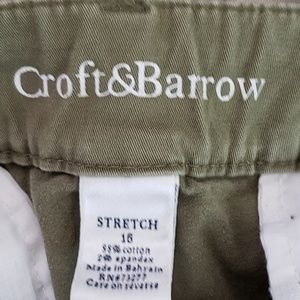 Croft&Barrow
STRETCH
16
98% cotton
2% spandex
Made in Bahrain
RN#73277
Care on reverse